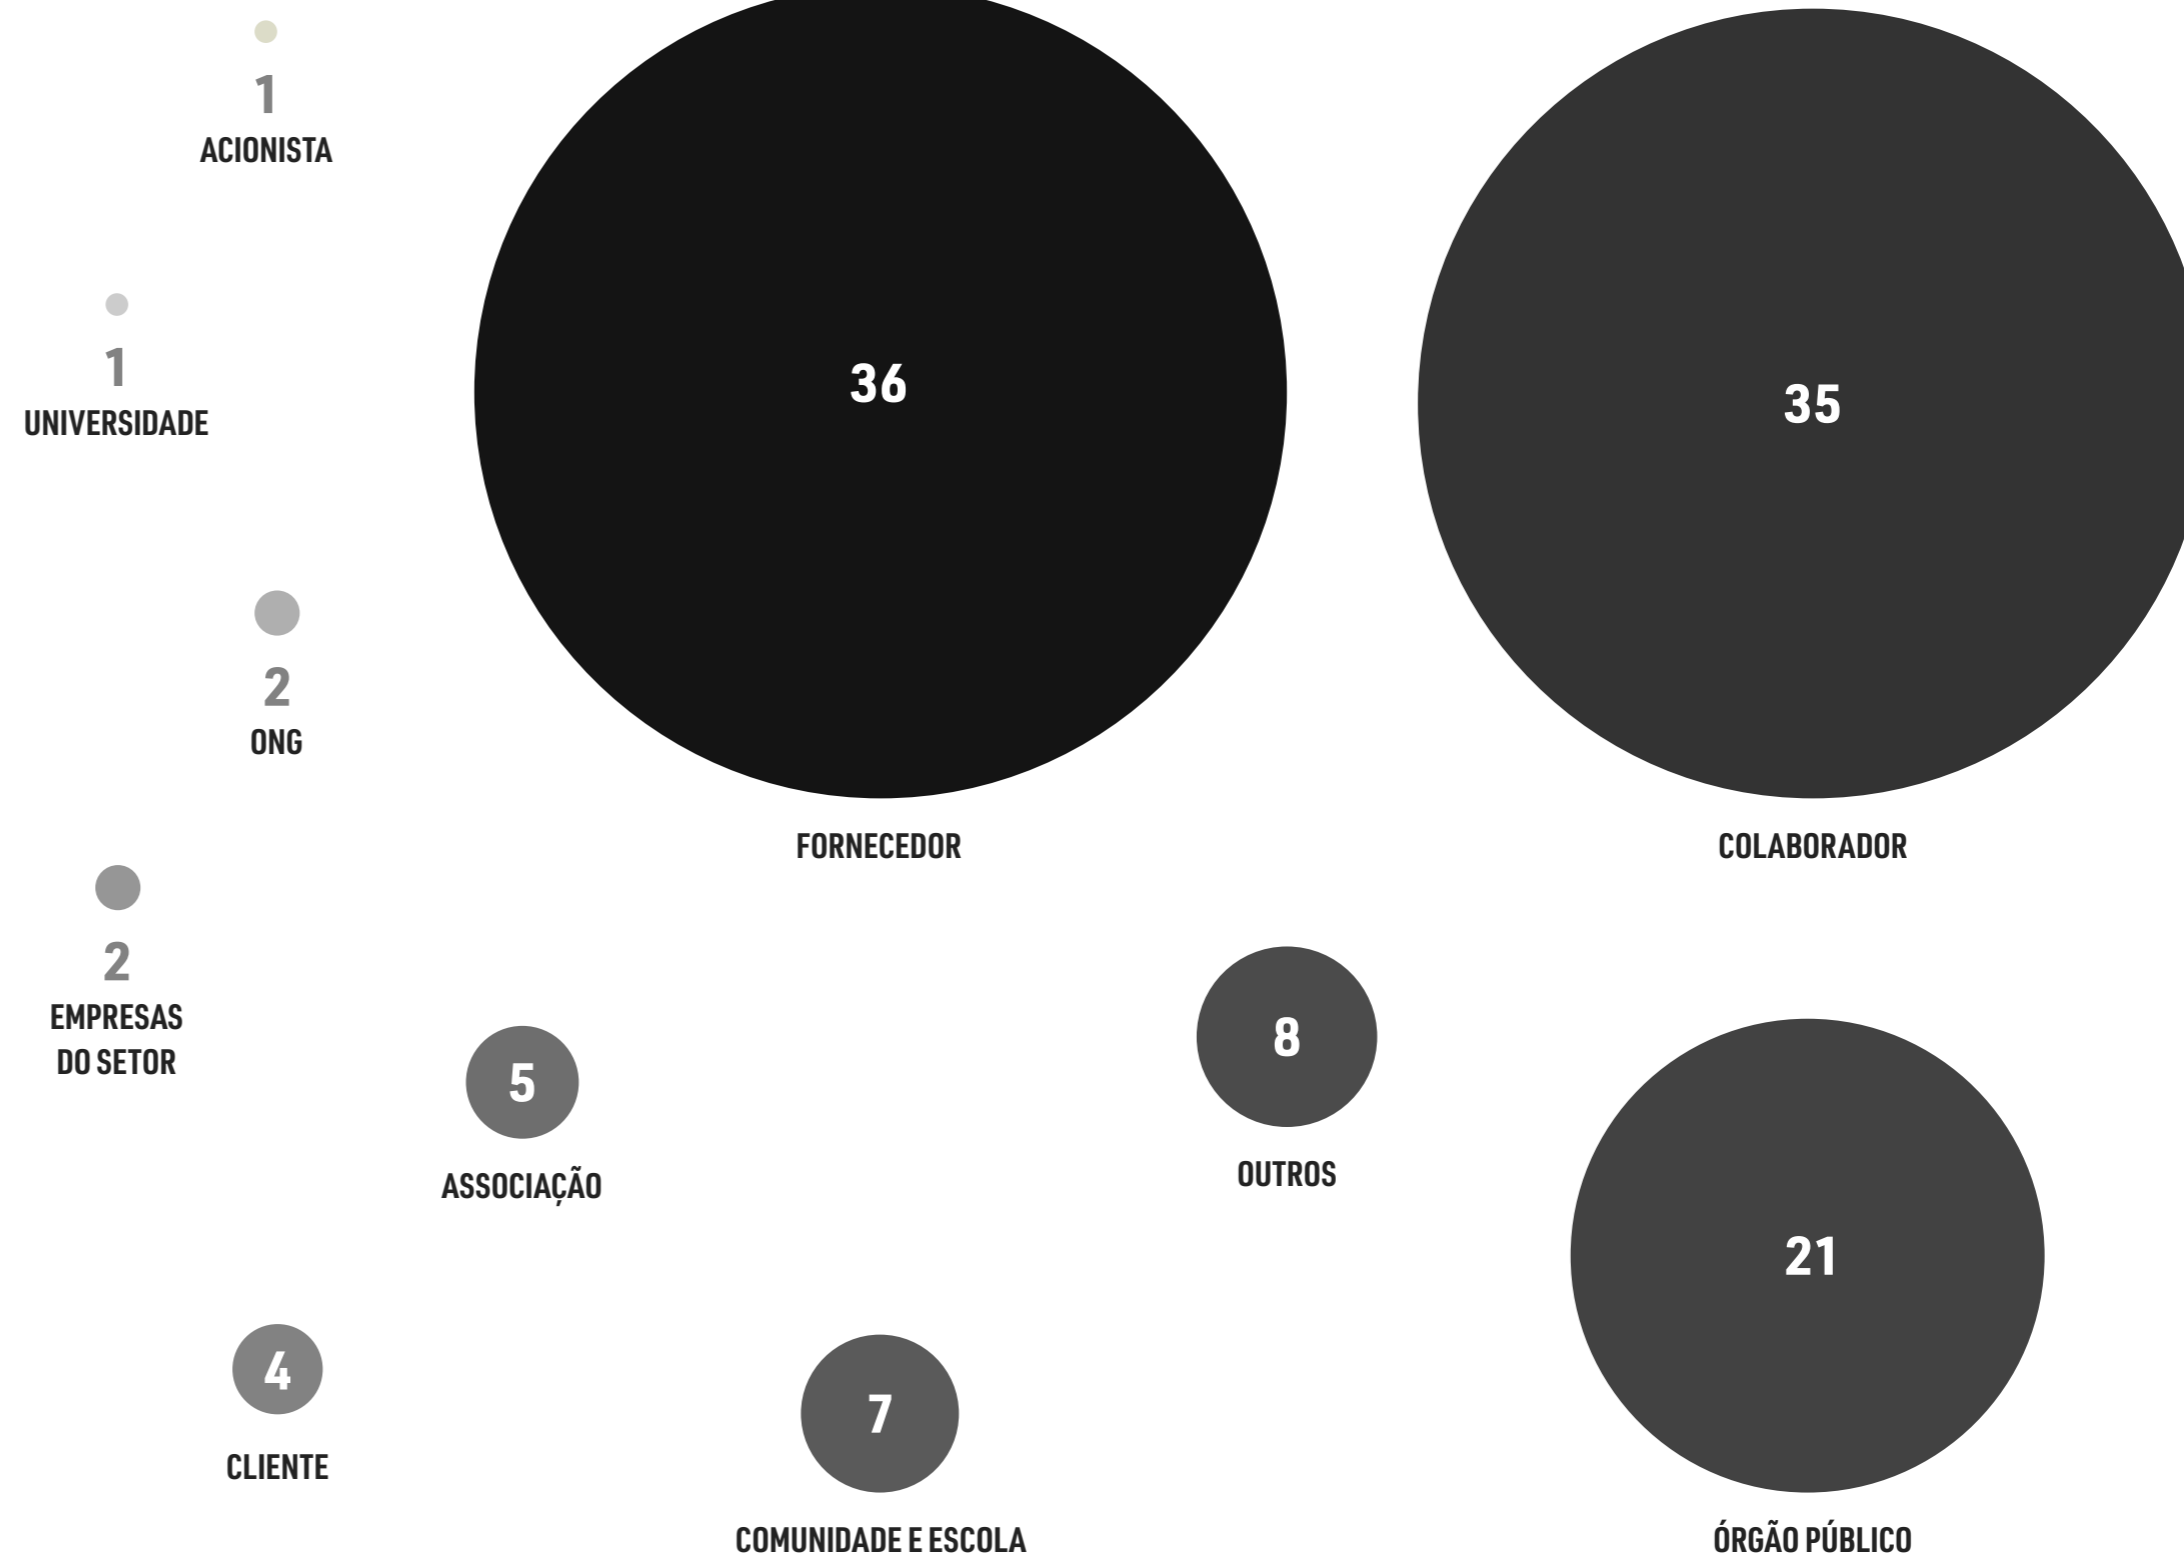 1
ACIONISTA
1
UNIVERSIDADE
2
ONG
2
EMPRESAS
DO SETOR
36
FORNECEDOR
35
COLABORADOR
5
ASSOCIAÇÃO
8
OUTROS
21
ÓRGÃO PÚBLICO
4
CLIENTE
7
COMUNIDADE E ESCOLA